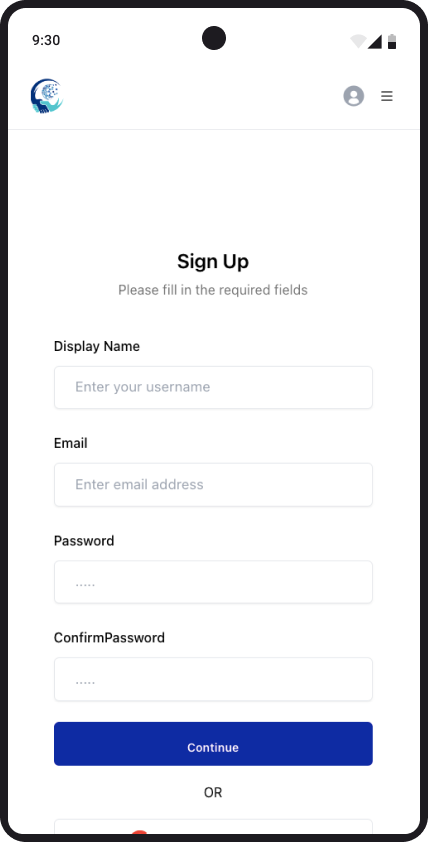 9:30
Sign Up
Please fill in the required fields
Display Name
Enter your username
Email
Enter email address
Password
.....
ConfirmPassword
.....
Continue
OR